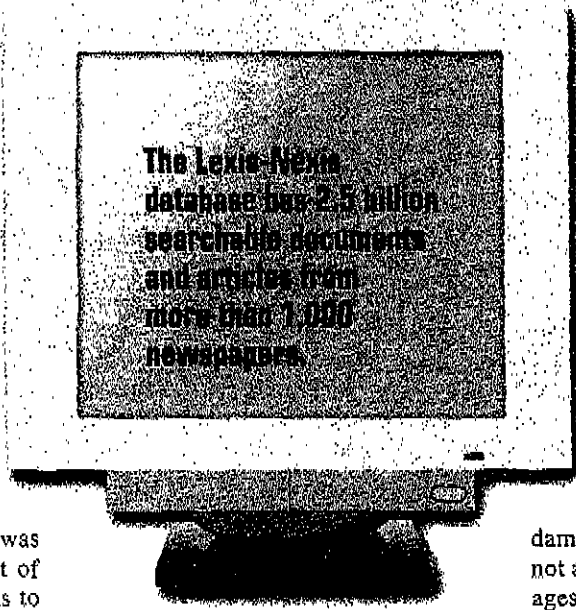 The Lexis-Nexis
database has 2.5 billion
searchable documents
and articles from
more than 1,000
newspapers.
was
t of
s to
dam
not a
ages